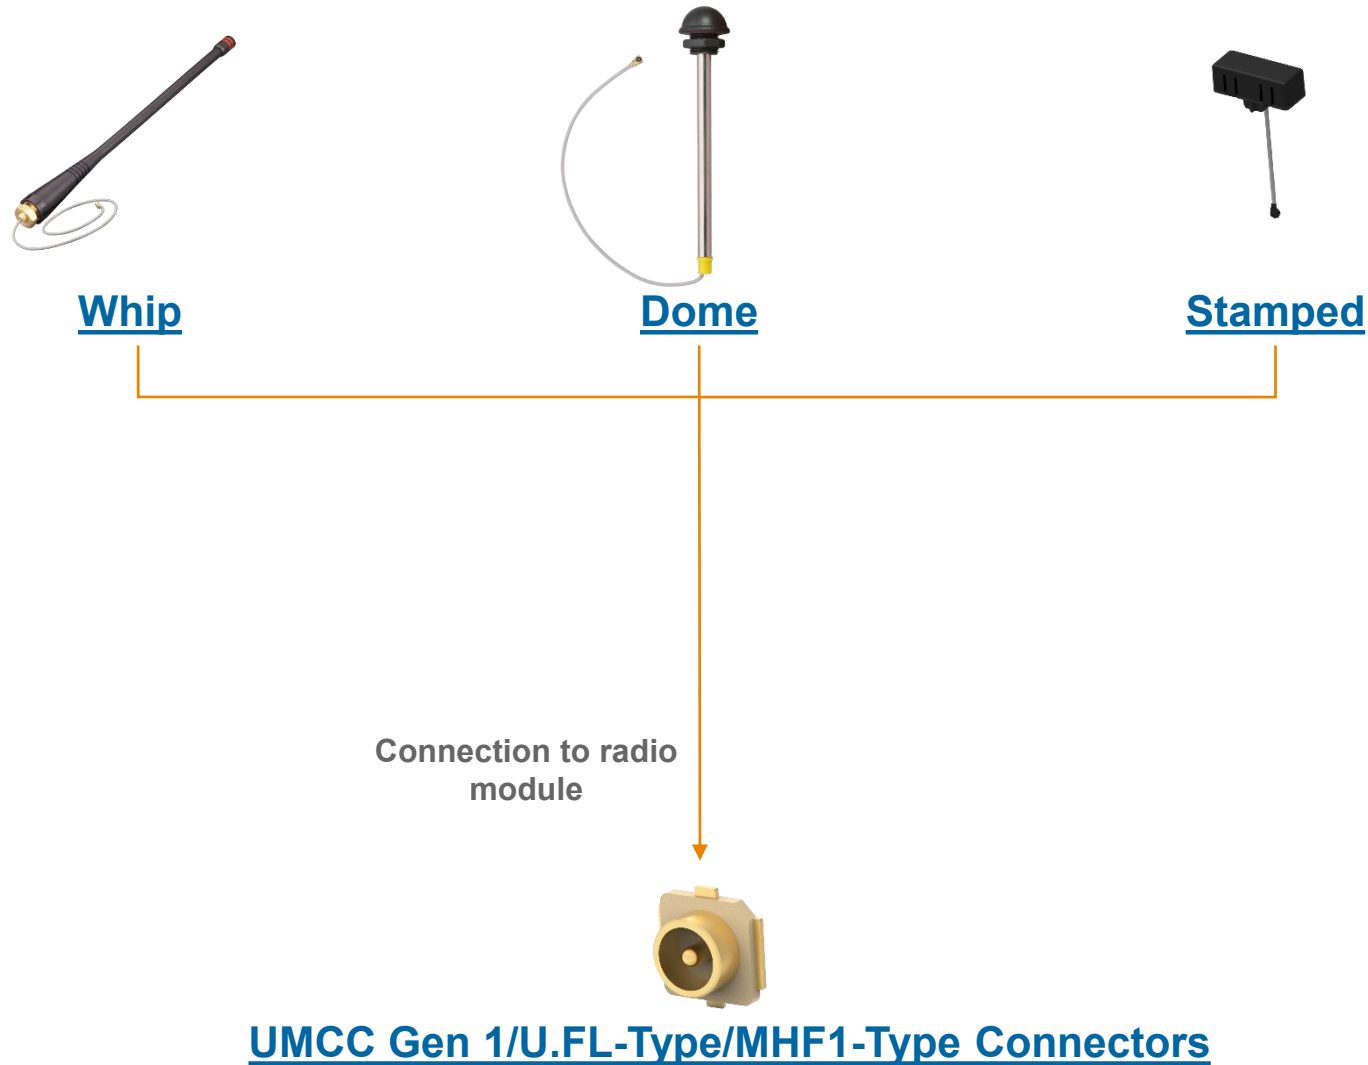 Whip
Dome
Stamped
Connection to radio
module
UMCC Gen 1/U.FL-Type/MHF1-Type Connectors